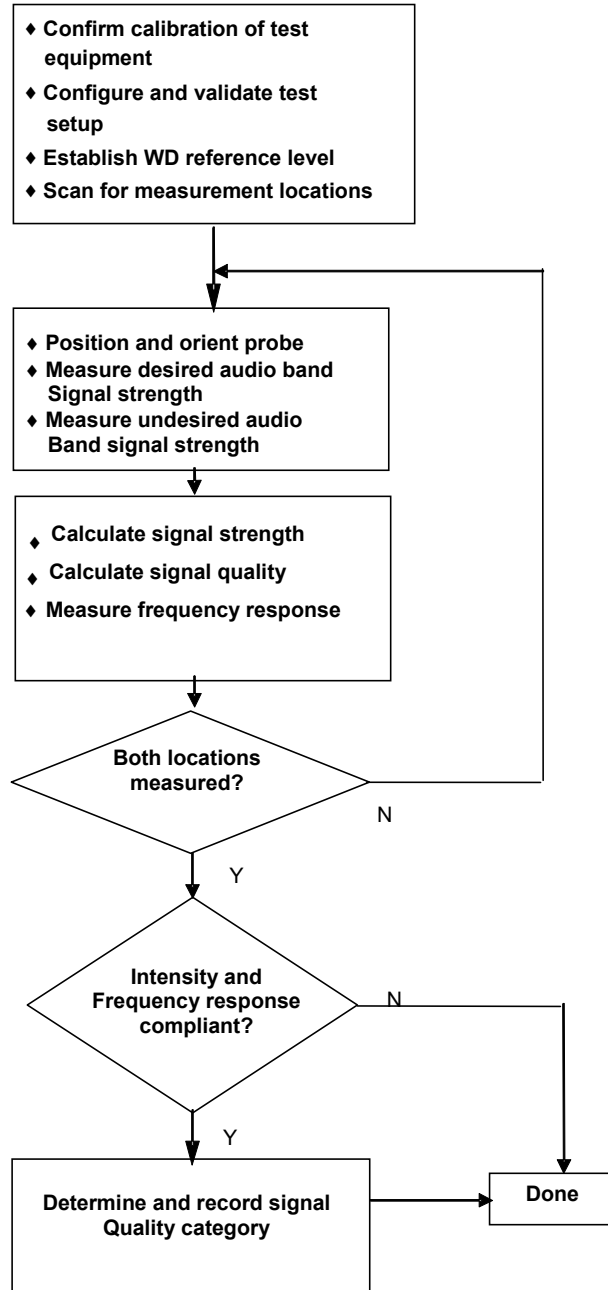 ♦ Confirm calibration of test
equipment
♦ Configure and validate test
setup
♦ Establish WD reference level
♦ Scan for measurement locations
♦ Position and orient probe
♦ Measure desired audio band
Signal strength
♦ Measure undesired audio
Band signal strength
♦ Calculate signal strength
♦ Calculate signal quality
♦ Measure frequency response
Both locations
measured?
N
Y
Intensity and
Frequency response
compliant?
N
Y
Determine and record signal
Quality category
Done